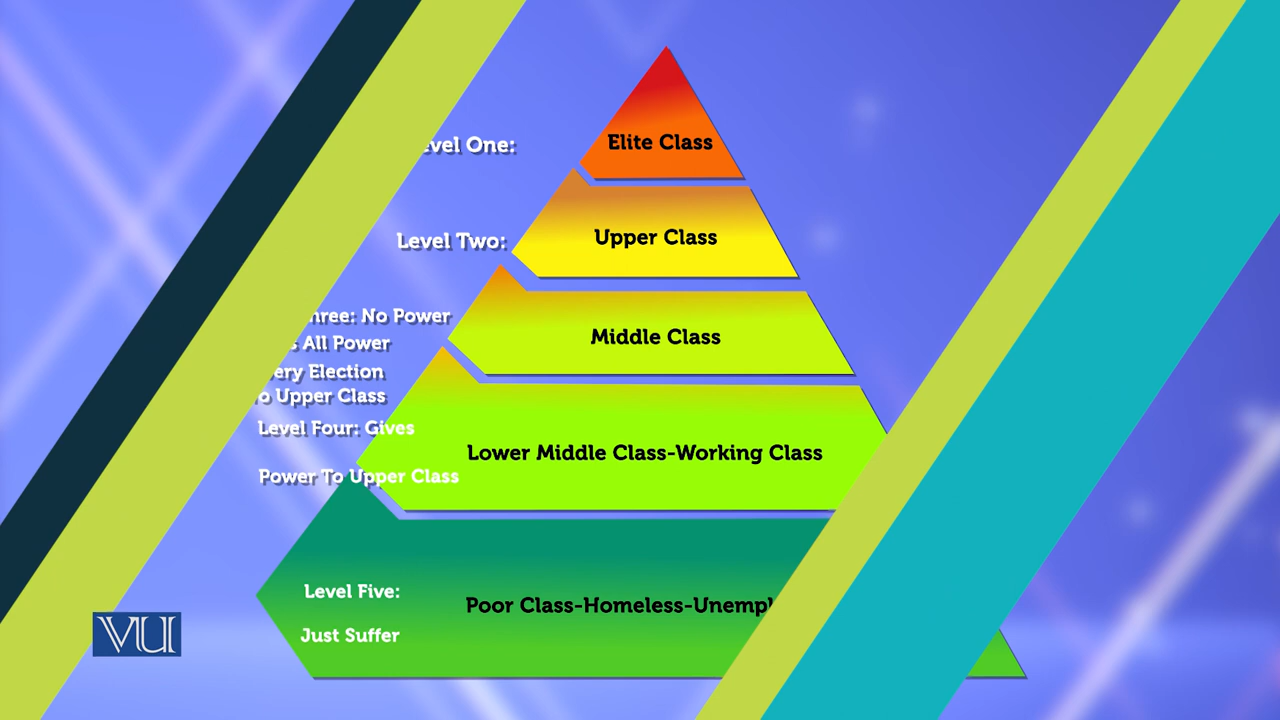 evel One:
Elite Class
Level Two:
Upper Class
hree: No Power
s All Power
Middle Class
ery Election
o Upper Class
Level Four: Gives
Lower Middle Class-Working Class
Power To Upper Class
Level Five:
Poor Class-Homeless-Unempl
Just Suffer
VU